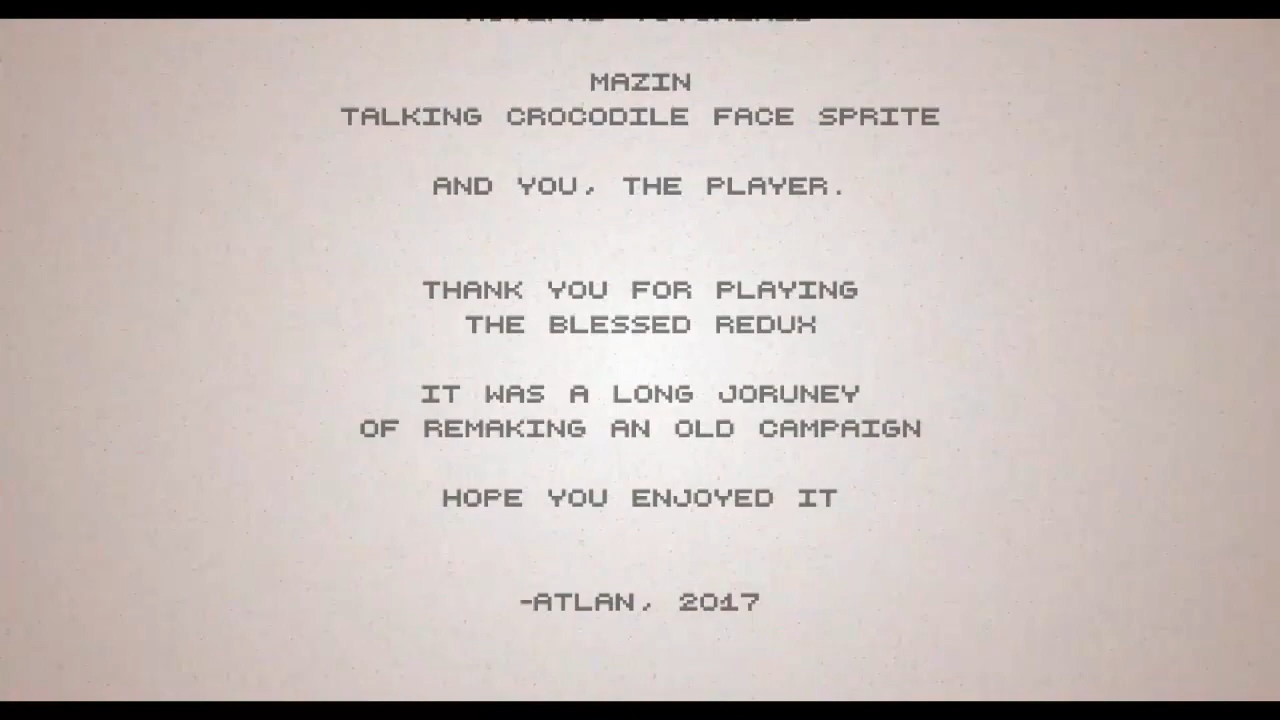 MAZIN
TALKING CROCODILE FACE SPRITE
AND YOU, THE PLAYER.
THANK YOU FOR PLAYING
THE BLESSED REDUX
IT WAS A LONG JORUNEY
OF REMAKING AN OLD CAMPAIGN
HOPE YOU ENJOYED IT
-ATLAN, 2017